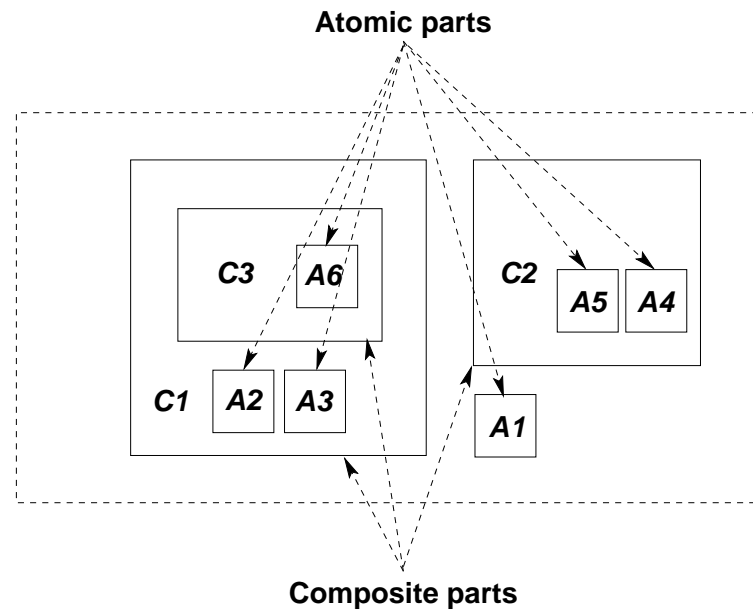 Atomic parts
C3
A6
C2
A5
A4
C1
A2
A3
A1
Composite parts